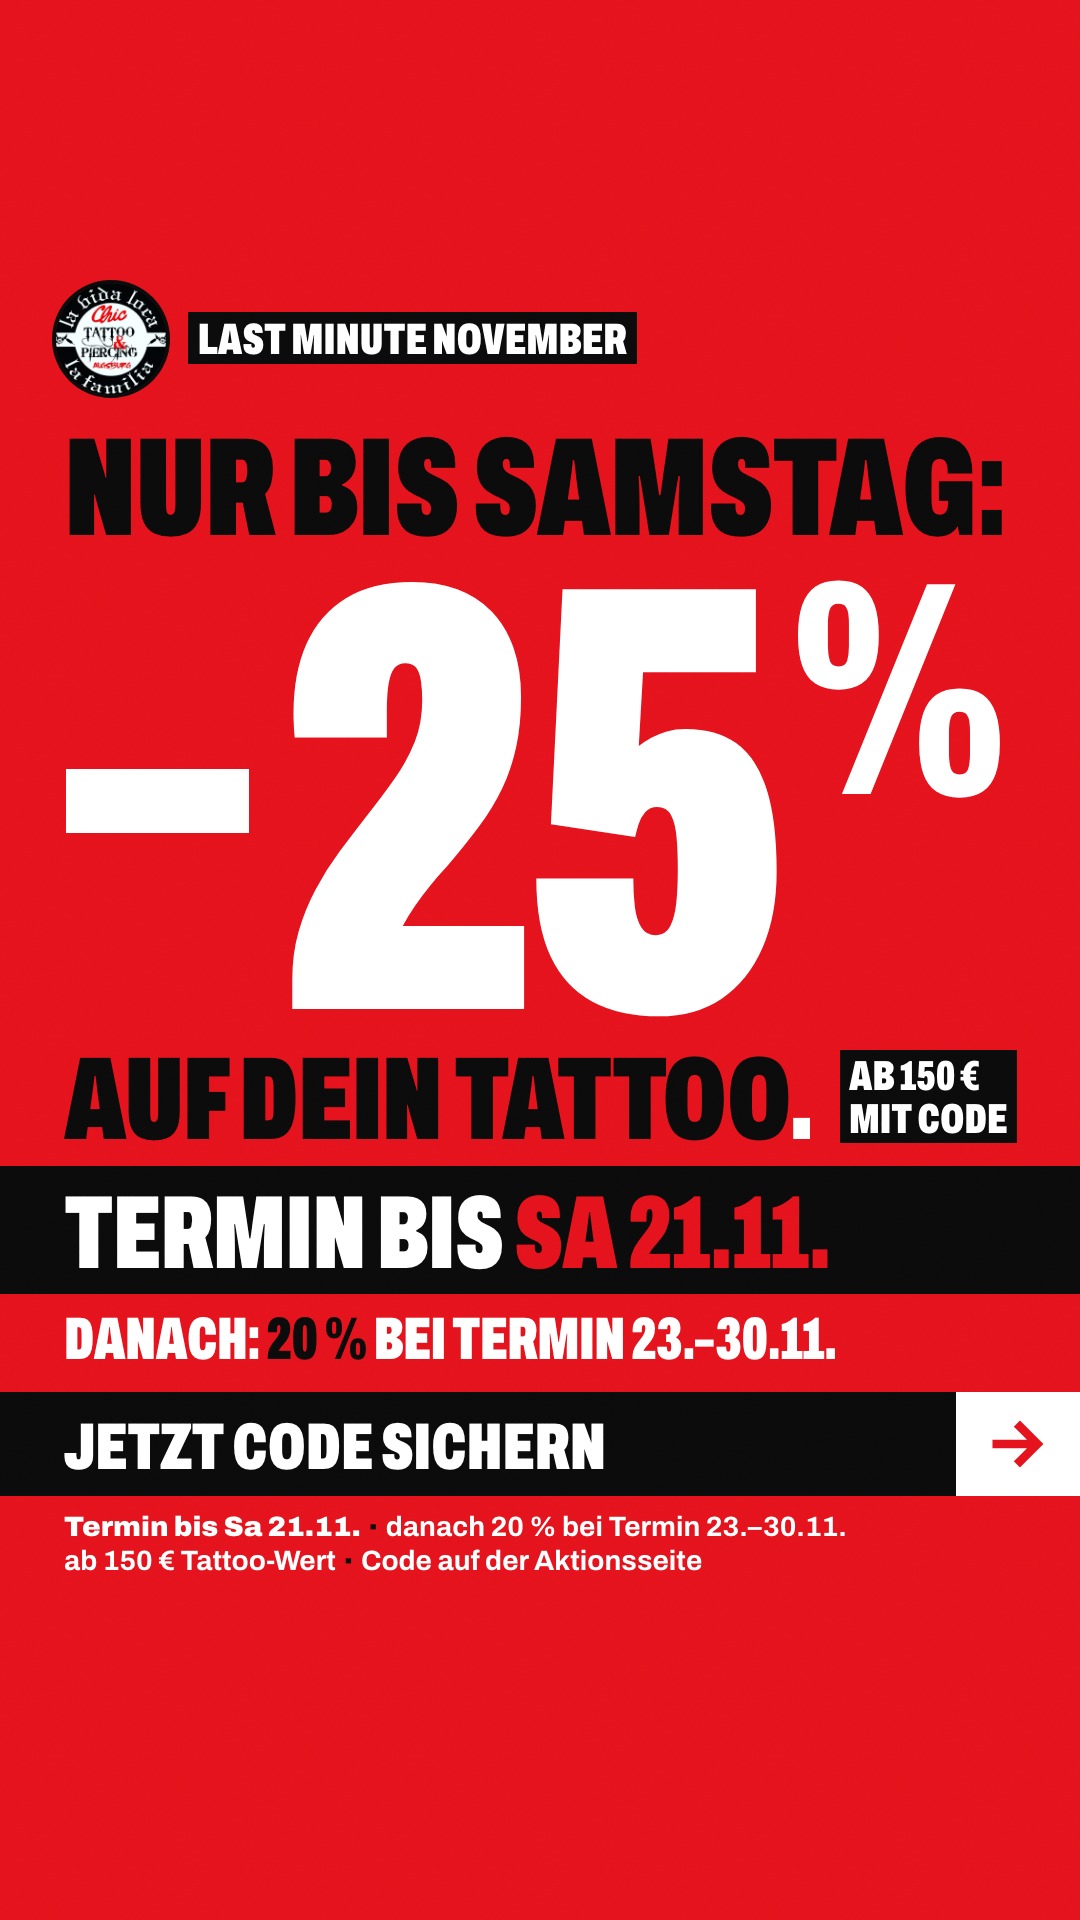 la bida loca
Chic
TATTOO
&
PIERCING
AUGSBURG
la familia
LAST MINUTE NOVEMBER
NUR BIS SAMSTAG:
–25%
AUF DEIN TATTOO.
AB 150 €
MIT CODE
TERMIN BIS SA 21.11.
DANACH: 20 % BEI TERMIN 23.–30.11.
JETZT CODE SICHERN →
Termin bis Sa 21.11. · danach 20 % bei Termin 23.–30.11.
ab 150 € Tattoo-Wert · Code auf der Aktionsseite